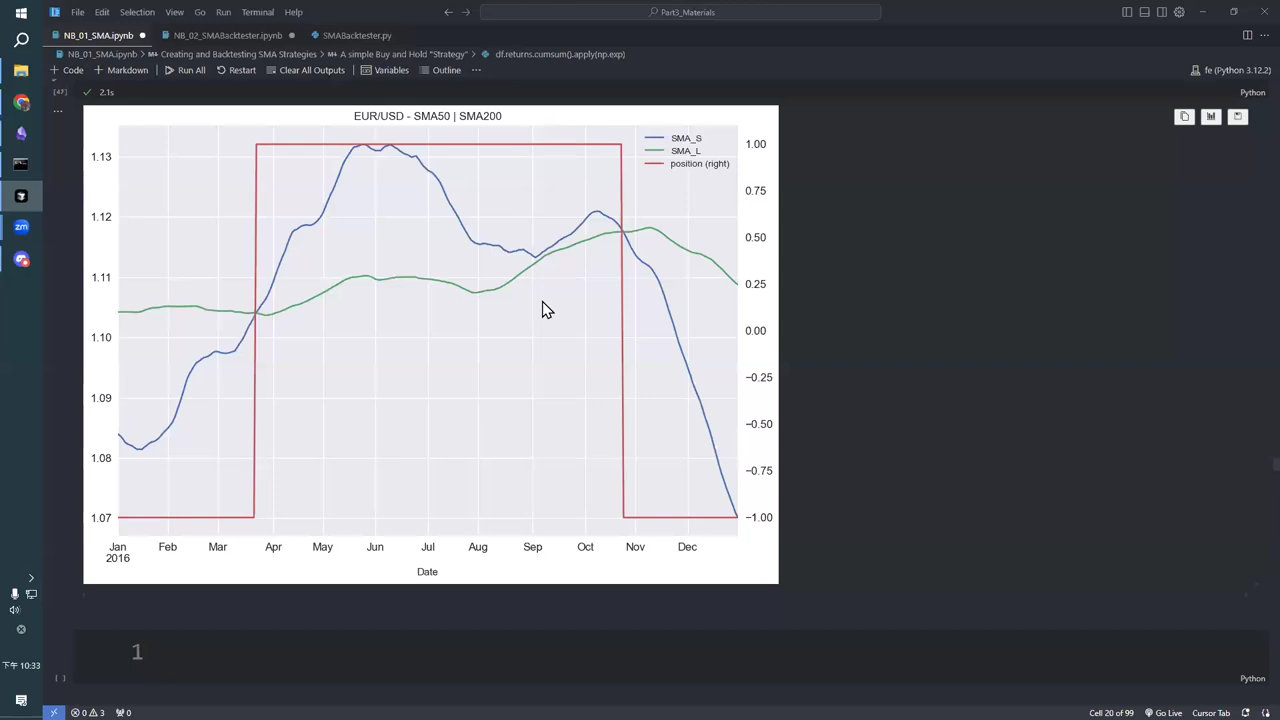 File Edit Selection View Go Run Terminal Help
Part3_Materials
NB_01_SMA.ipynb NB_02_SMABacktester.ipynb SMABacktester.py
NB_01_SMA.ipynb > Creating and Backtesting SMA Strategies > A simple Buy and Hold "Strategy" > df.returns.cumsum().apply(np.exp)
+ Code + Markdown Run All Restart Clear All Outputs Variables Outline ...
fe (Python 3.12.2)
[47] 2.1s Python
EUR/USD - SMA50 | SMA200
SMA_S
SMA_L
position (right)
1.13
1.12
1.11
1.10
1.09
1.08
1.07
1.00
0.75
0.50
0.25
0.00
−0.25
−0.50
−0.75
−1.00
Jan Feb Mar Apr May Jun Jul Aug Sep Oct Nov Dec
2016
Date
1
[ ] Python
zm
下午 10:33
0 3 0
Cell 20 of 99 Go Live Cursor Tab